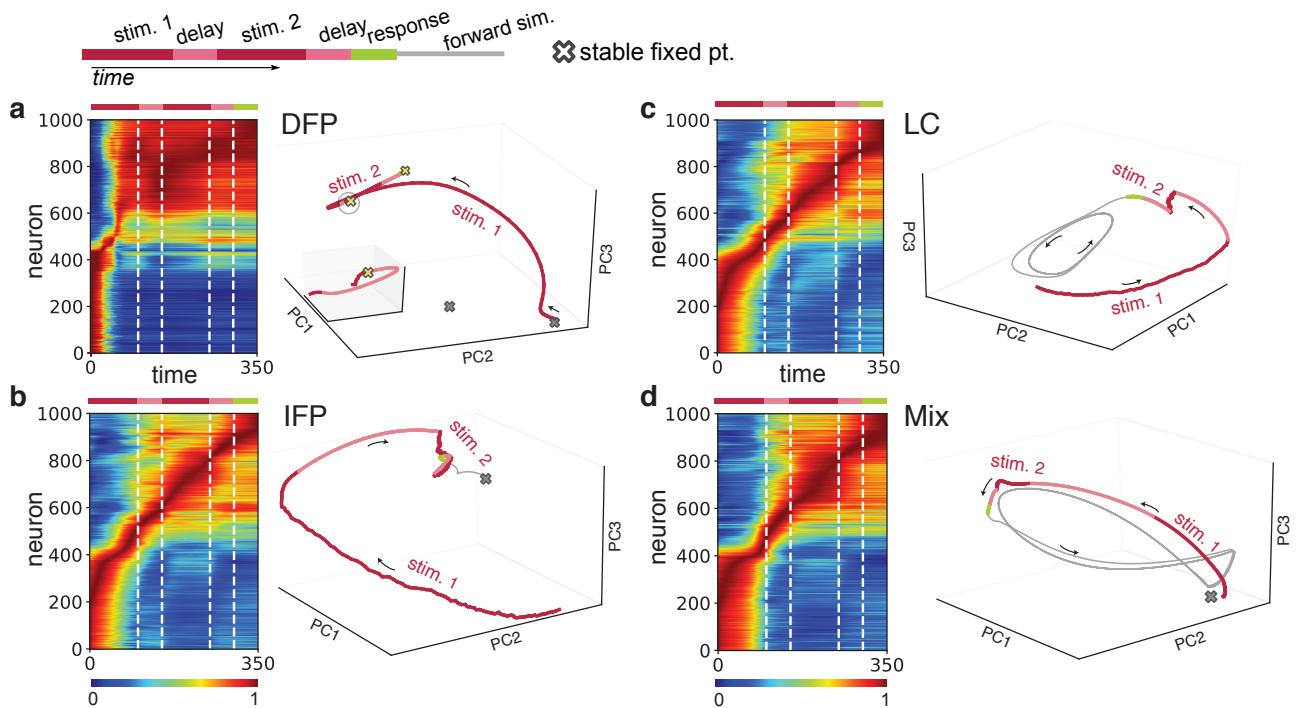 stim. 1
delay
stim. 2
delay
response
forward sim.
time
stable fixed pt.
a
DFP
neuron
1000
800
600
400
200
0
0
time
350
stim. 2
stim. 1
PC1
PC2
PC3
b
IFP
neuron
1000
800
600
400
200
0
0
350
0
1
stim. 2
stim. 1
PC1
PC2
PC3
c
LC
neuron
1000
800
600
400
200
0
0
350
stim. 2
stim. 1
PC3
PC2
PC1
d
Mix
neuron
1000
800
600
400
200
0
0
350
0
1
stim. 2
stim. 1
PC1
PC2
PC3